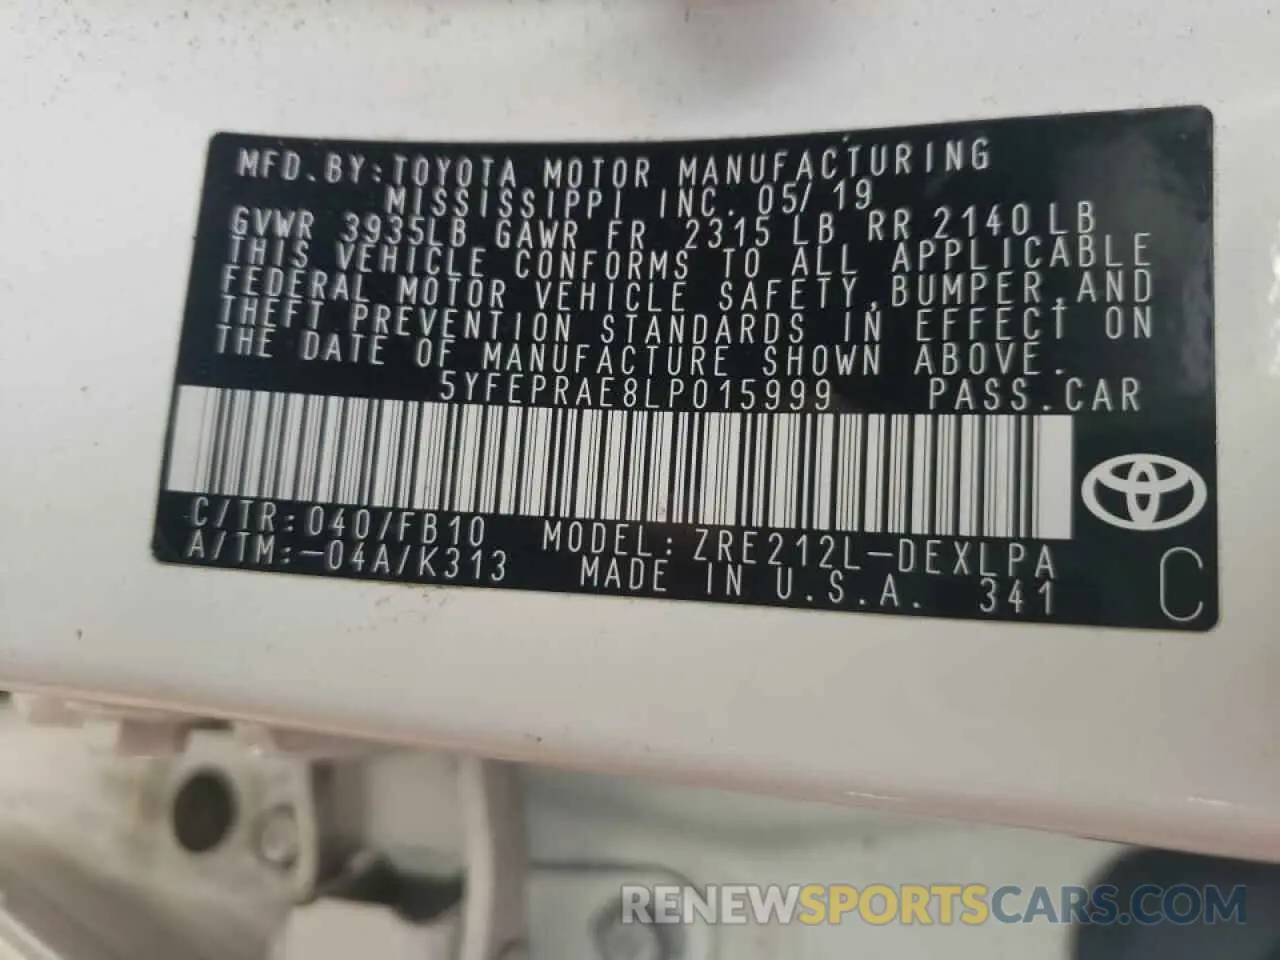 MFD.BY:TOYOTA MOTOR MANUFACTURING
MISSISSIPPI INC. 05/19
GVWR 3935LB GAWR FR 2315 LB RR 2140LB
THIS VEHICLE CONFORMS TO ALL APPLICABLE
FEDERAL MOTOR VEHICLE SAFETY,BUMPER,AND
THEFT PREVENTION STANDARDS IN EFFECT ON
THE DATE OF MANUFACTURE SHOWN ABOVE.
5YFEPRAE8LP015999 PASS.CAR
C/TR:040/FB10 MODEL:ZRE212L-DEXLPA
A/TM:-04A/K313 MADE IN U.S.A. 341
C
RENEWSPORTSCARS.COM